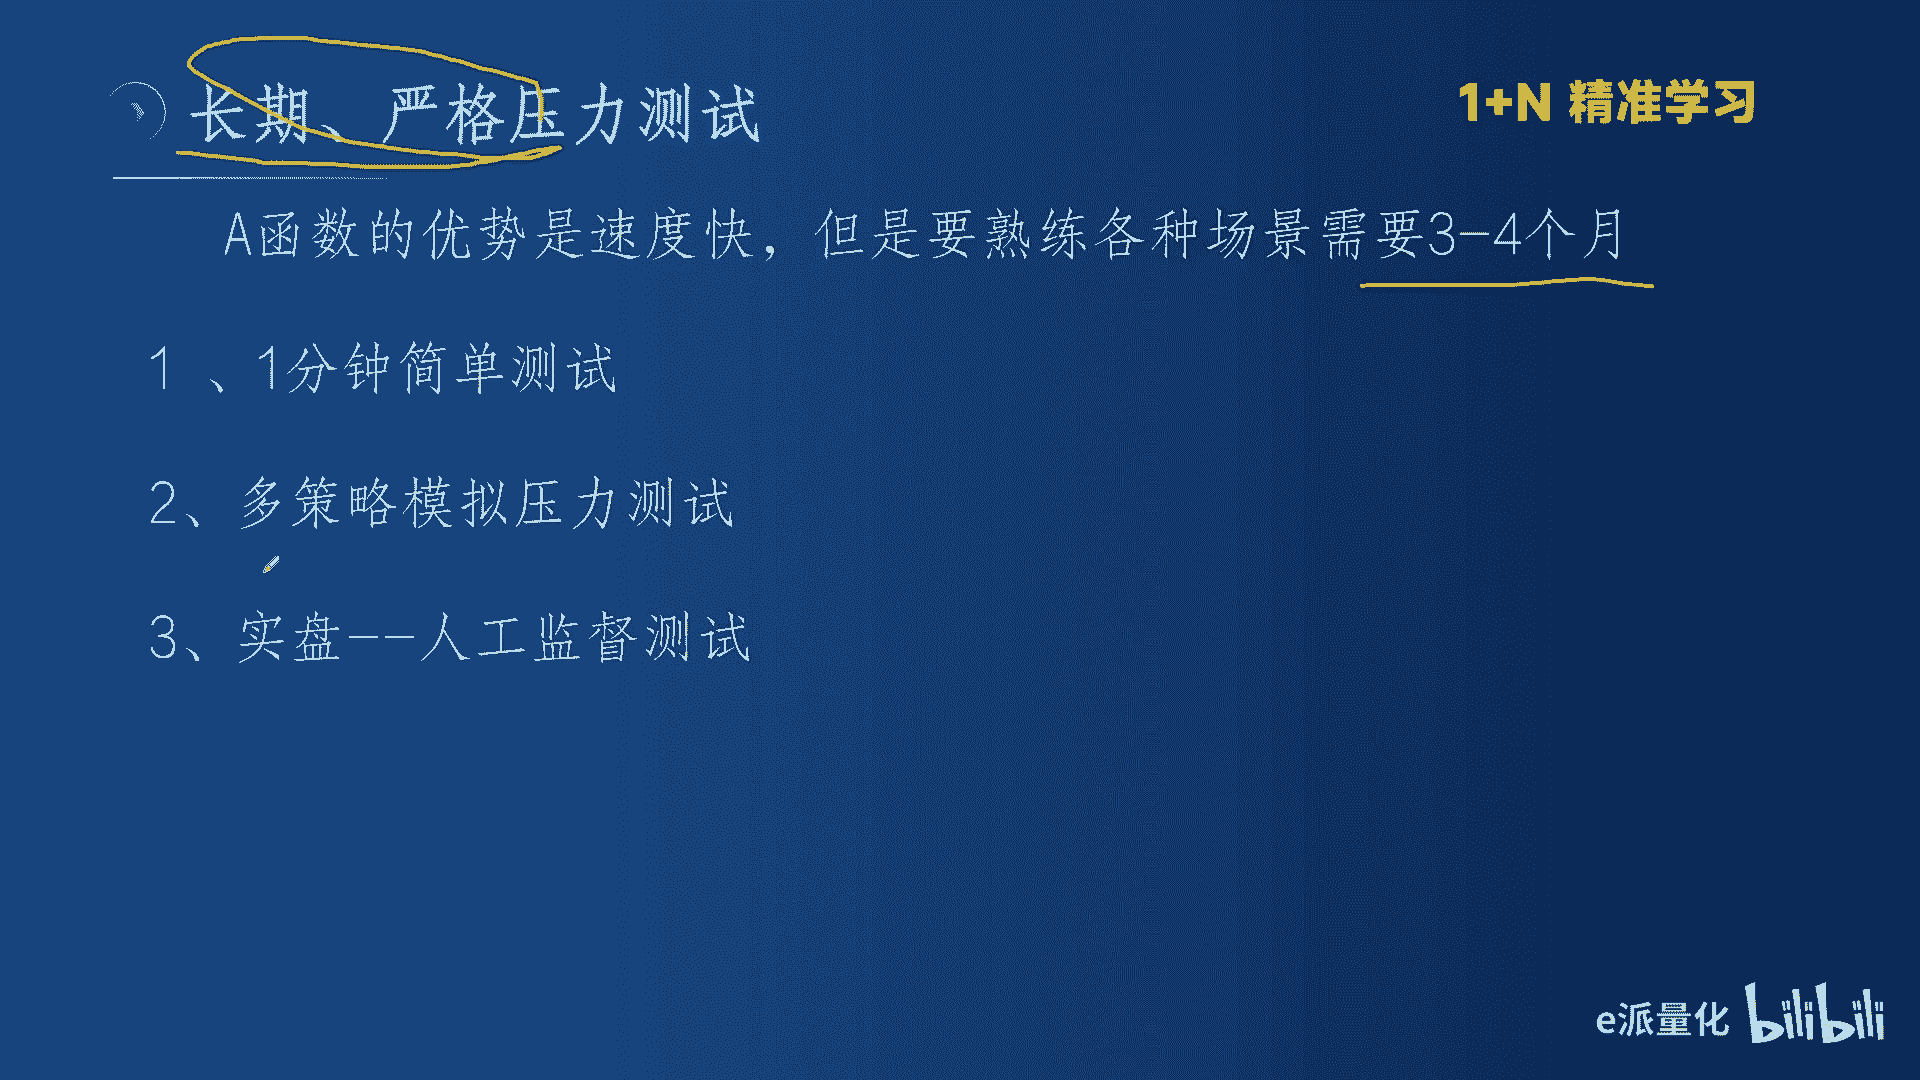 长期、严格压力测试
1+N 精准学习
A函数的优势是速度快，但是要熟练各种场景需要3-4个月
1 、1分钟简单测试
2、多策略模拟压力测试
3、实盘--人工监督测试
e派量化 bilibili